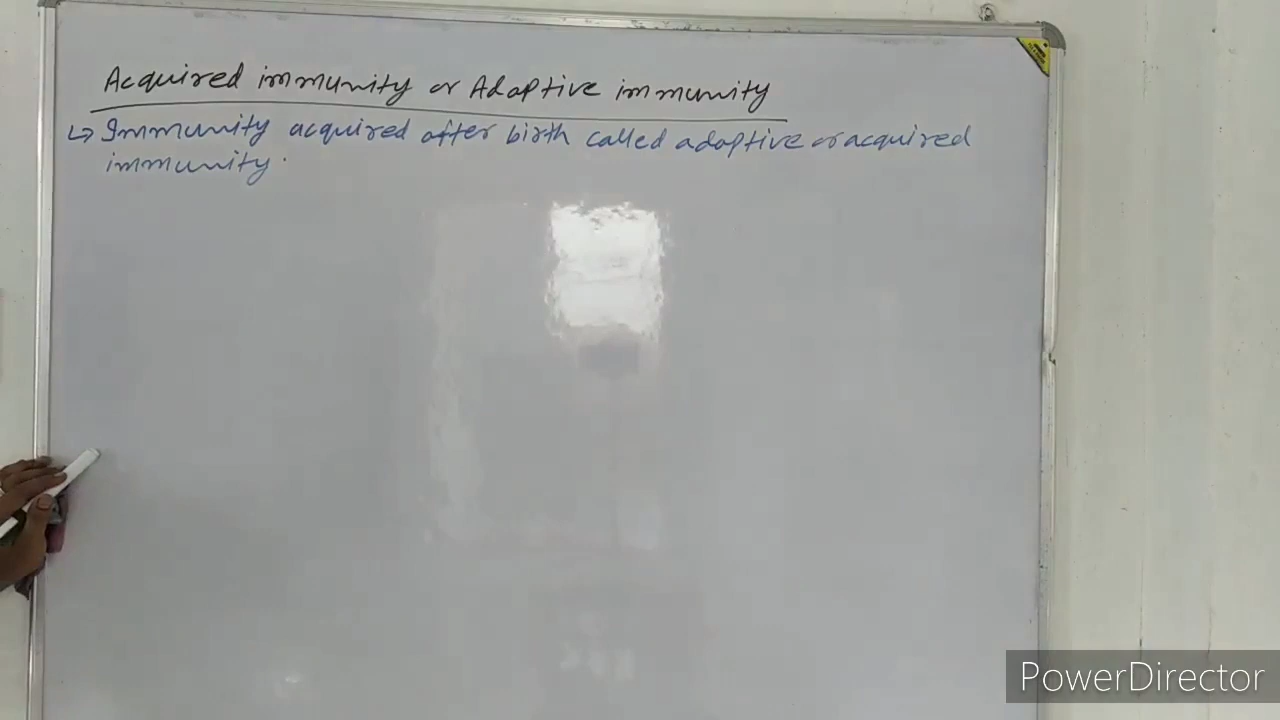 Acquired immunity or Adaptive immunity
↳ Immunity acquired after birth called adaptive or acquired
immunity.
PowerDirector